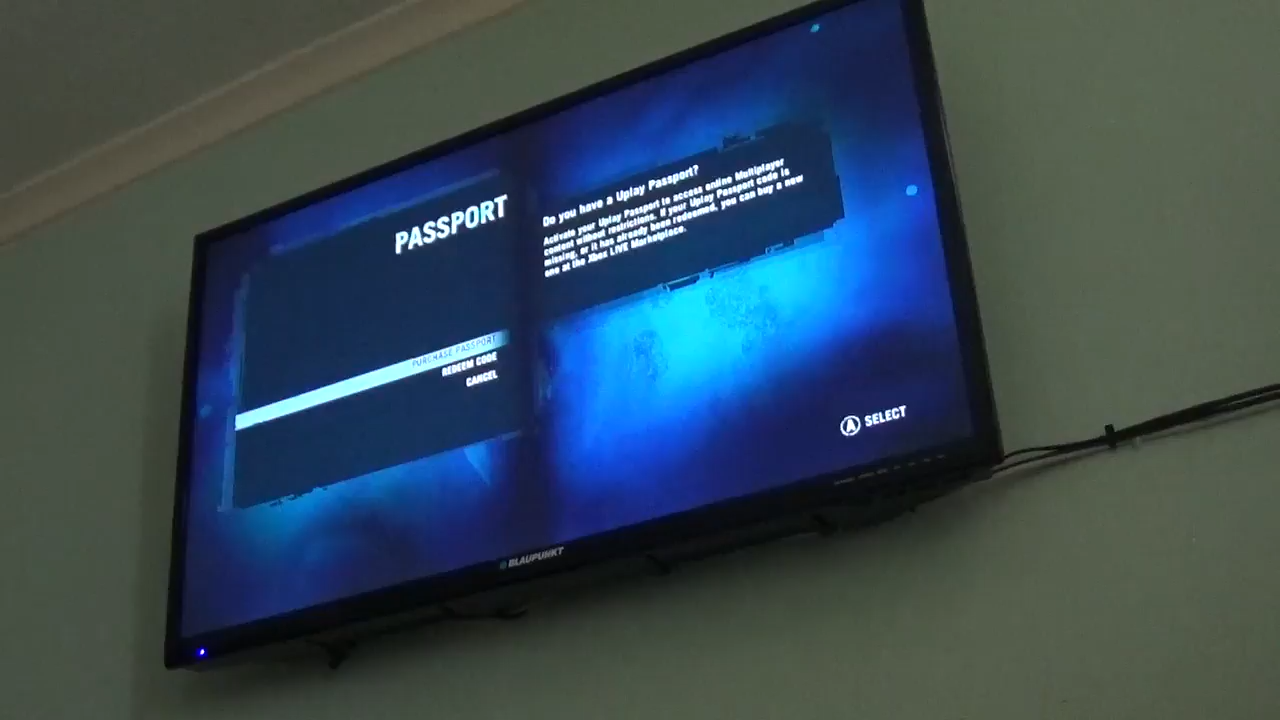 PASSPORT
PURCHASE PASSPORT
REDEEM CODE
CANCEL
Do you have a Uplay Passport?
Activate your Uplay Passport to access online Multiplayer
content without restrictions. If your Uplay Passport code is
missing, or it has already been redeemed, you can buy a new
one at the Xbox LIVE Marketplace.
A SELECT
BLAUPUNKT